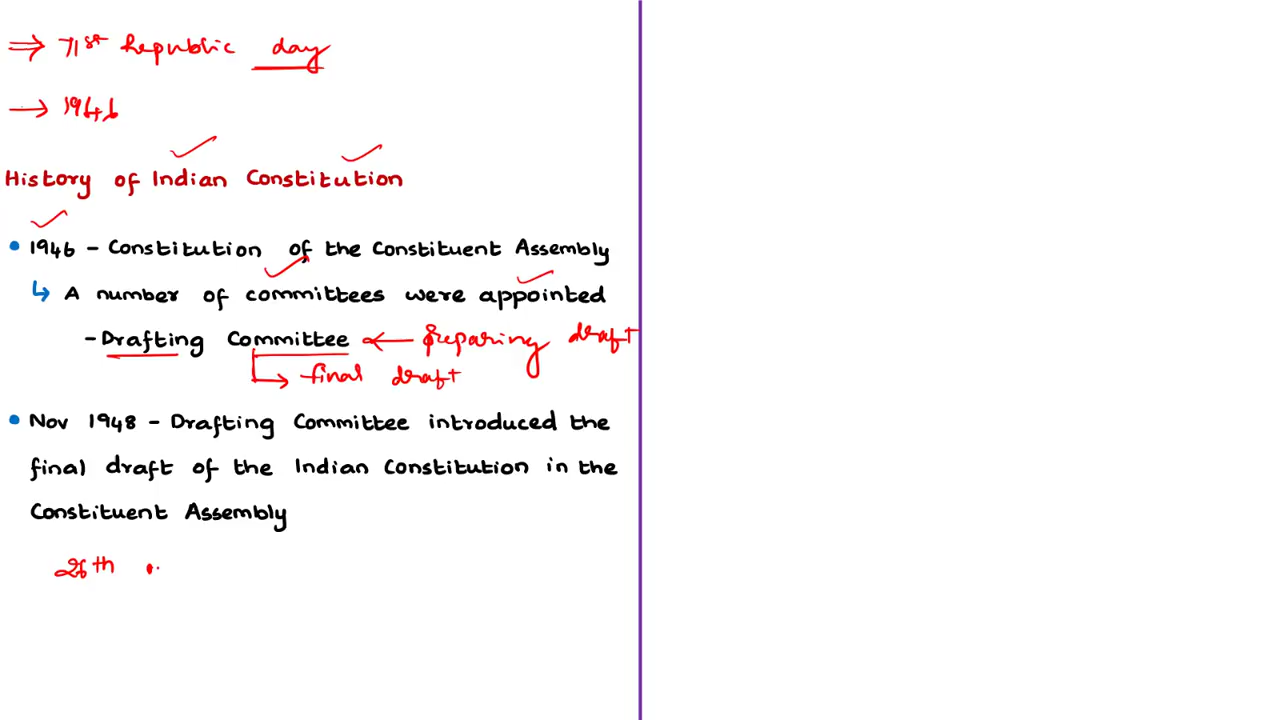 ⇒ 71st Republic day
→ 1946
History of Indian Constitution
• 1946 - Constitution of the Constituent Assembly
↳ A number of committees were appointed
- Drafting Committee ← Preparing draft
↳ final draft
• Nov 1948 - Drafting Committee introduced the
final draft of the Indian Constitution in the
Constituent Assembly
26th